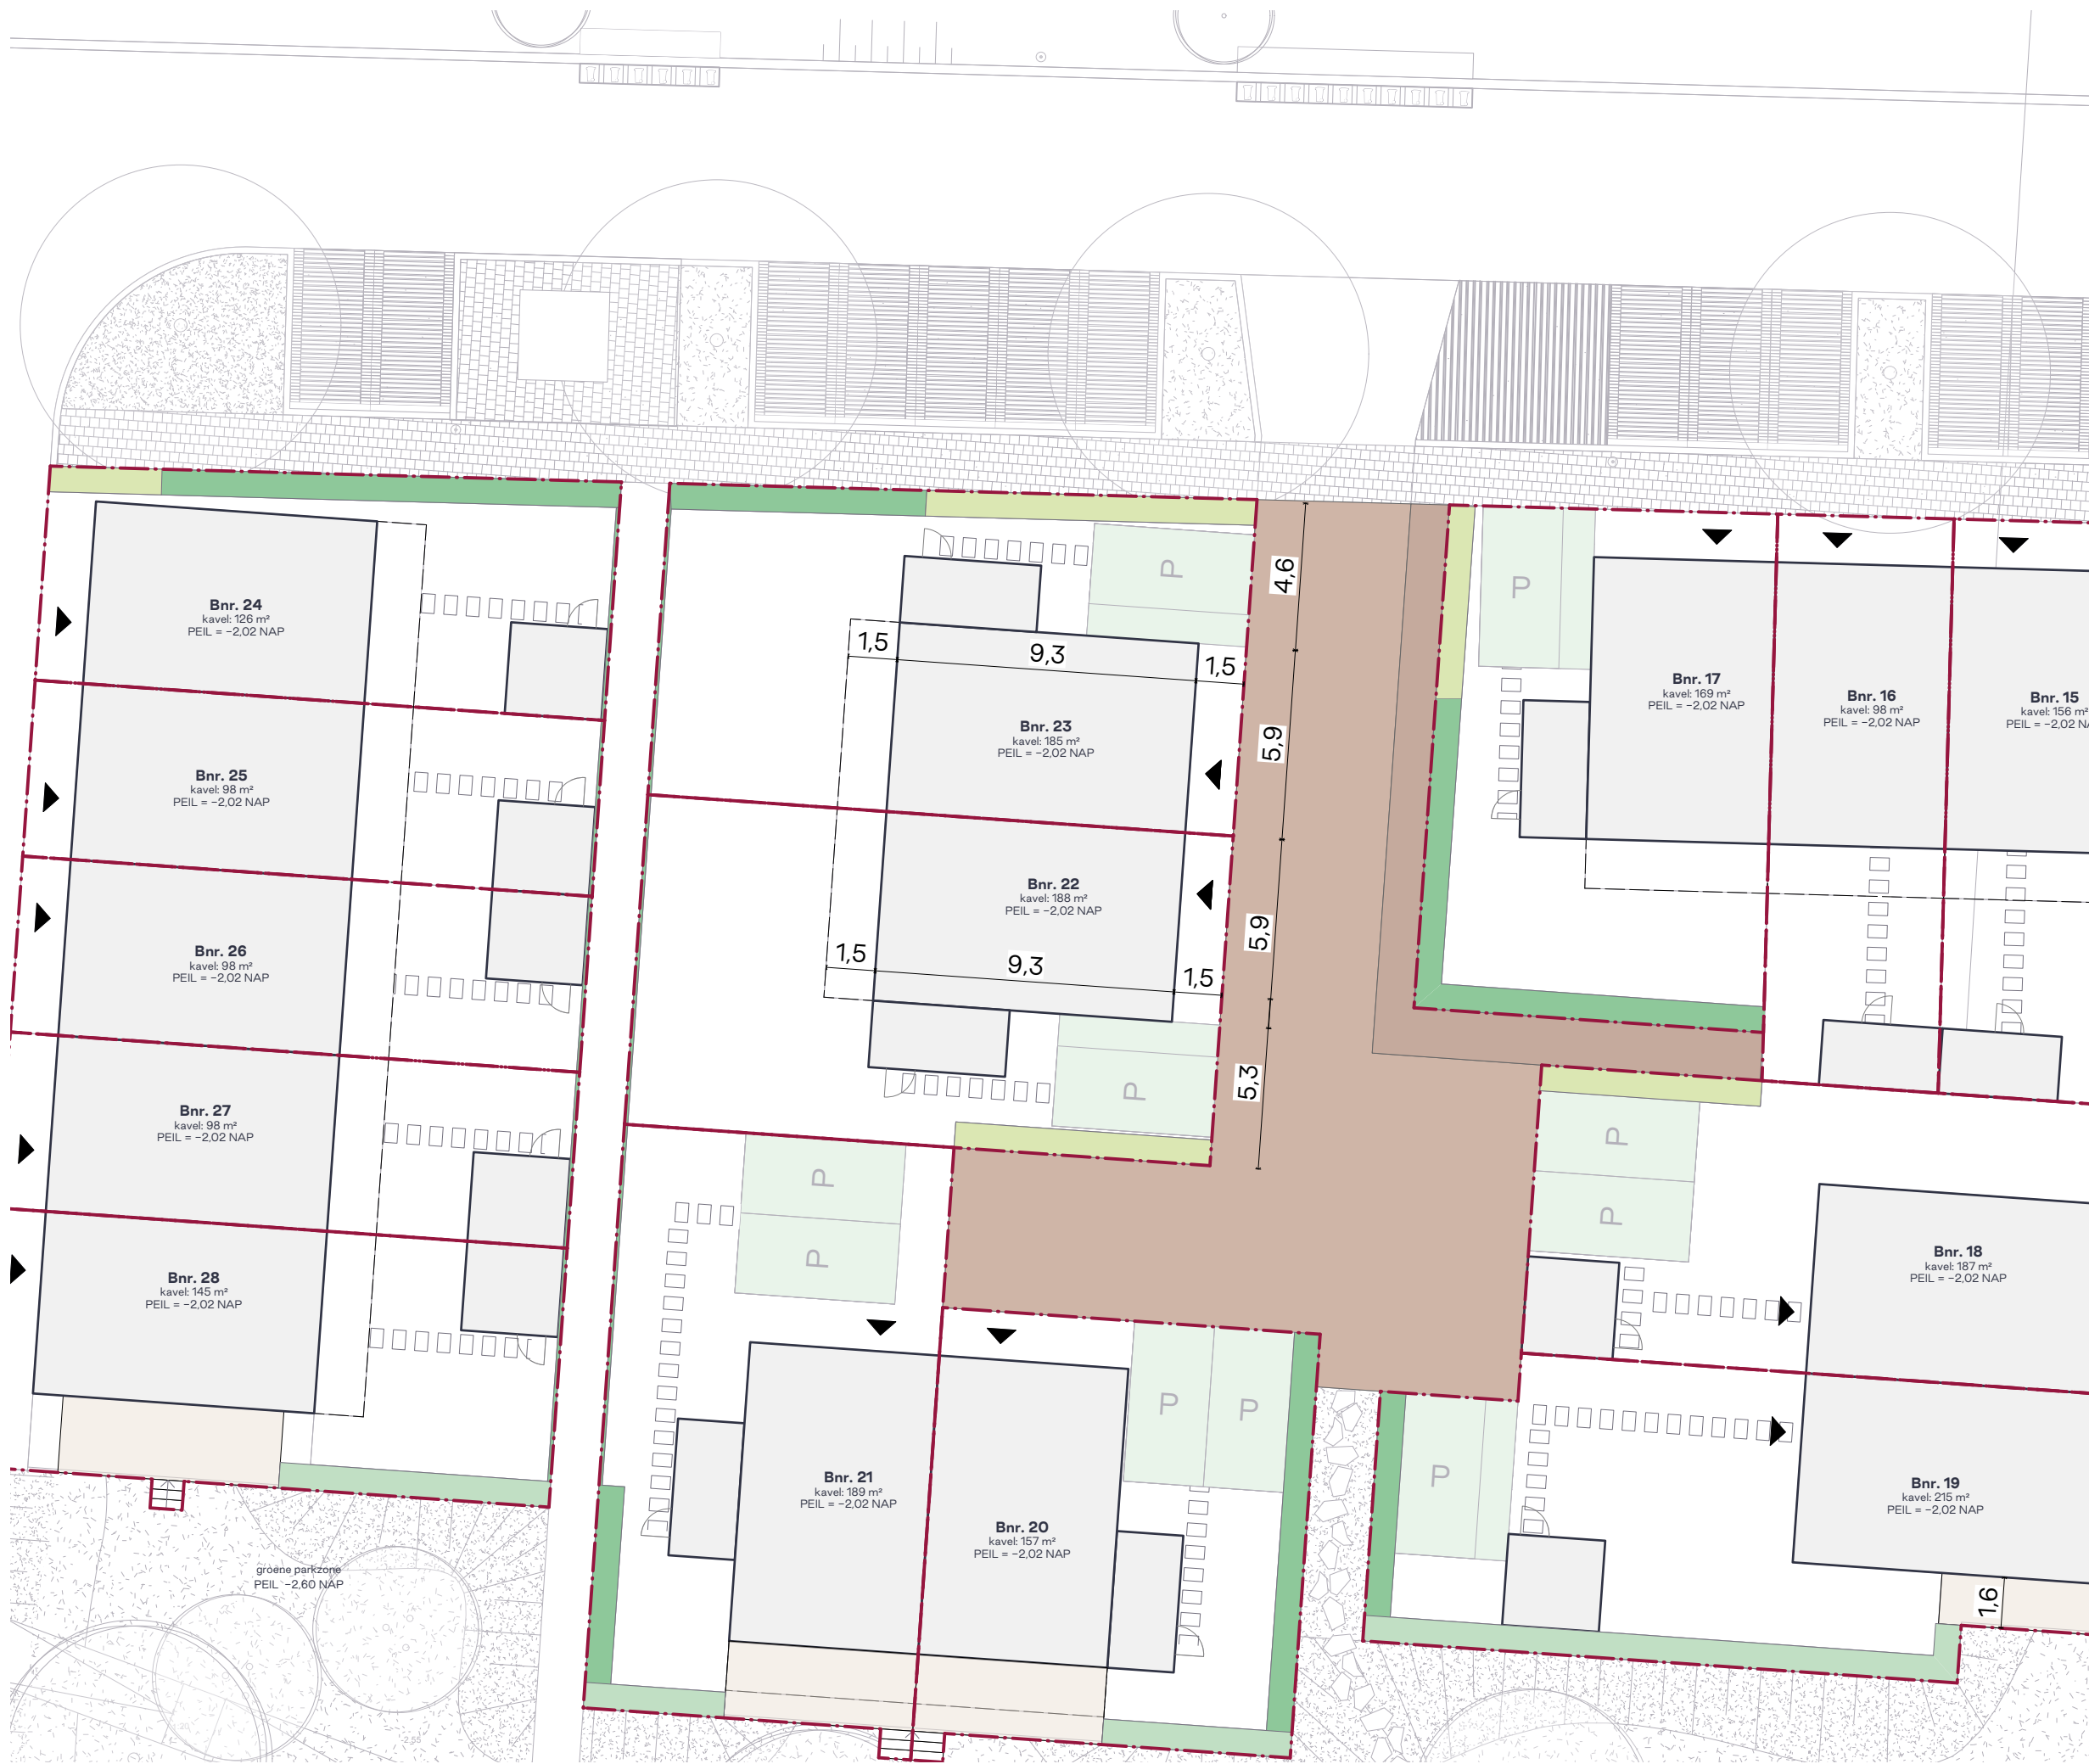 4,6
P
P
Bnr. 24
kavel: 126 m²
PEIL = −2,02 NAP
1,5
9,3
1,5
Bnr. 17
kavel: 169 m²
PEIL = −2,02 NAP
Bnr. 16
kavel: 98 m²
PEIL = −2,02 NAP
Bnr. 15
kavel: 156 m²
PEIL = −2,02 NA
Bnr. 23
kavel: 185 m²
PEIL = −2,02 NAP
5,9
Bnr. 25
kavel: 98 m²
PEIL = −2,02 NAP
Bnr. 22
kavel: 188 m²
PEIL = −2,02 NAP
5,9
Bnr. 26
kavel: 98 m²
PEIL = −2,02 NAP
1,5
9,3
1,5
5,3
P
Bnr. 27
kavel: 98 m²
PEIL = −2,02 NAP
P
P
P
P
Bnr. 18
kavel: 187 m²
PEIL = −2,02 NAP
Bnr. 28
kavel: 145 m²
PEIL = −2,02 NAP
P
P
P
Bnr. 21
kavel: 189 m²
PEIL = −2,02 NAP
Bnr. 19
kavel: 215 m²
PEIL = −2,02 NAP
Bnr. 20
kavel: 157 m²
PEIL = −2,02 NAP
groene parkzone
PEIL −2,60 NAP
1,6